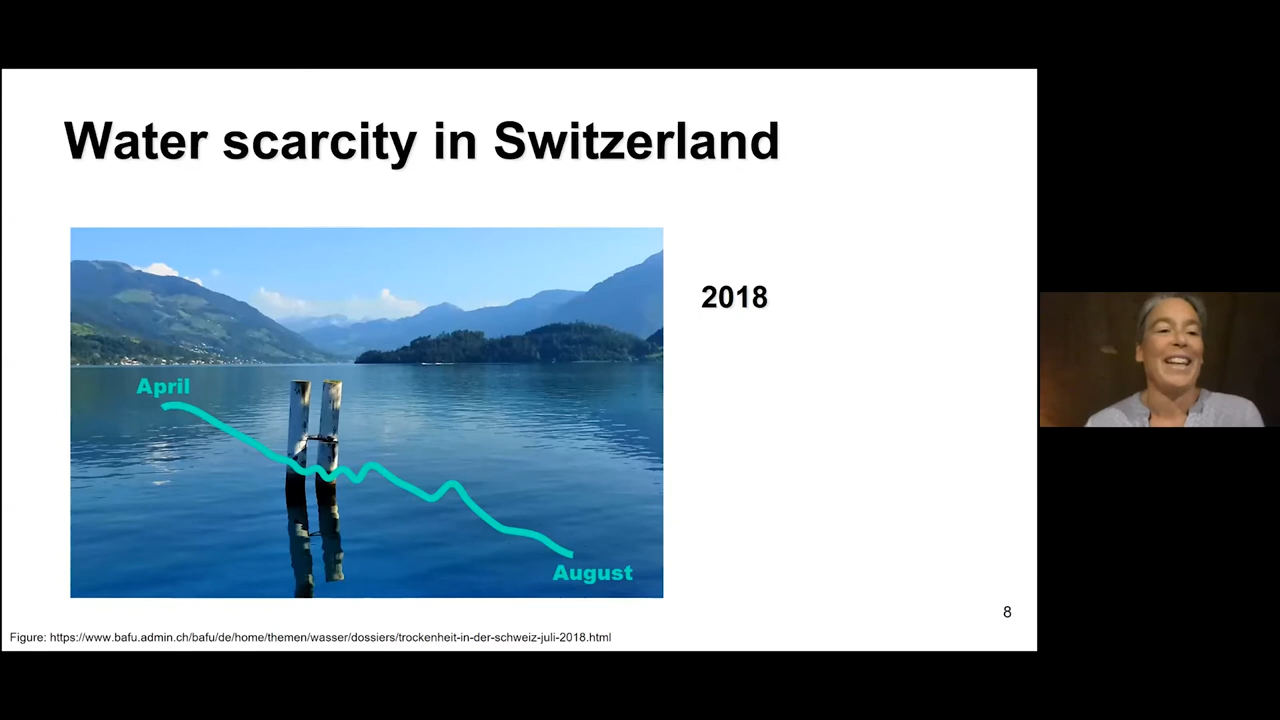 Water scarcity in Switzerland
2018
April
August
8
Figure: https://www.bafu.admin.ch/bafu/de/home/themen/wasser/dossiers/trockenheit-in-der-schweiz-juli-2018.html